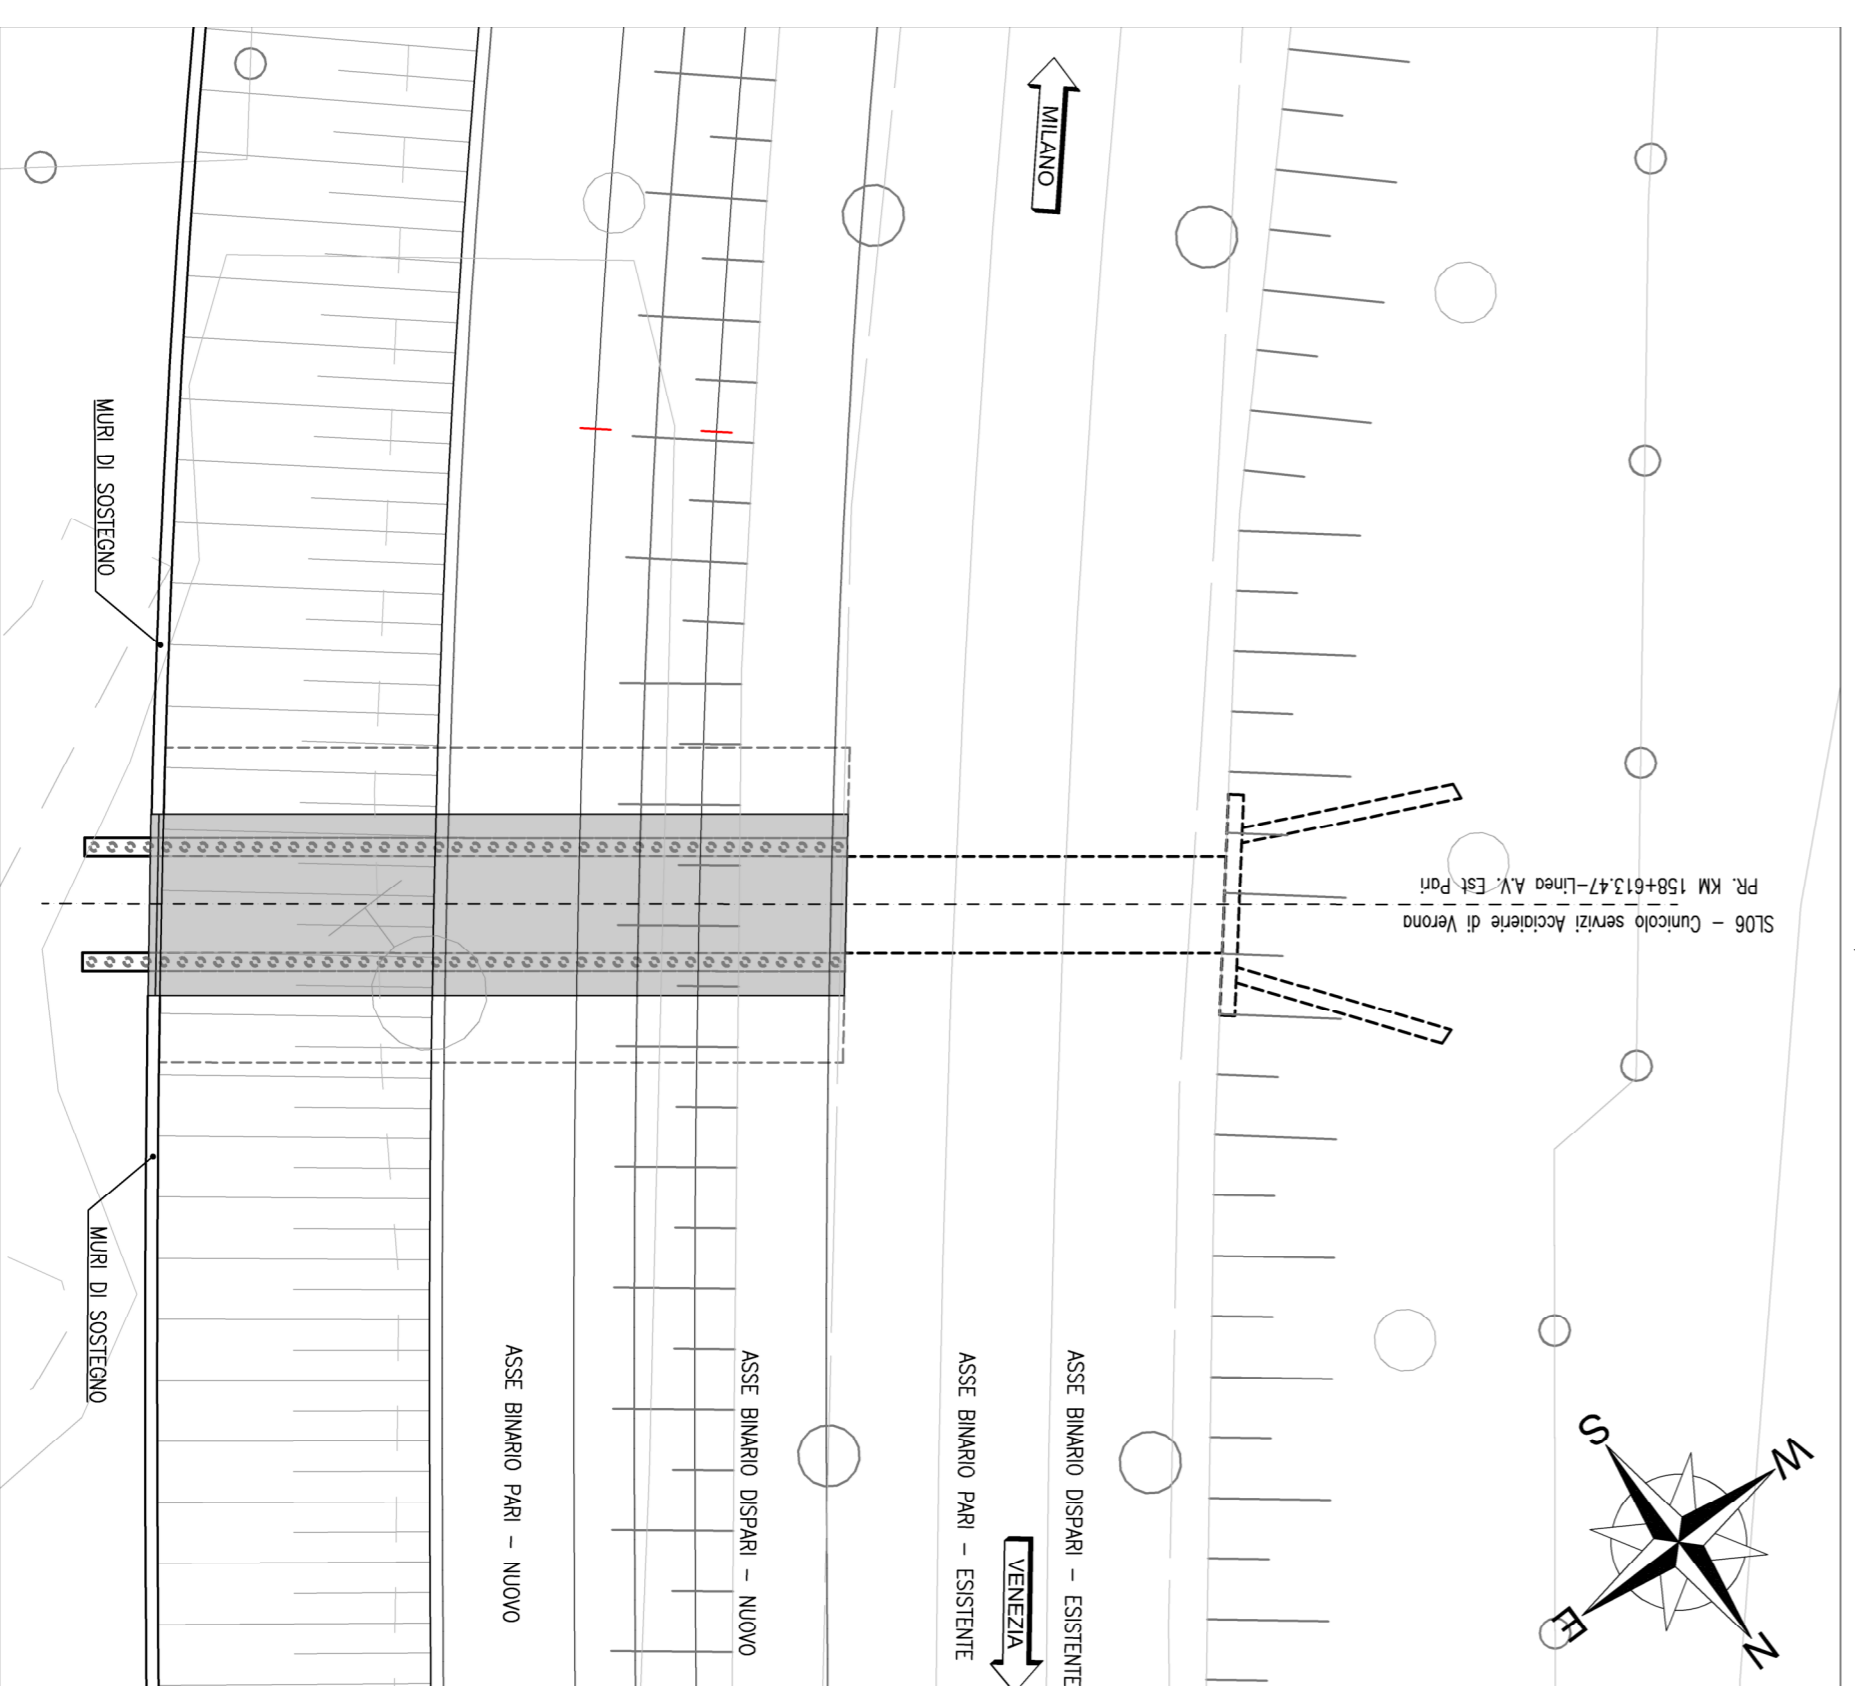 MILANO
MURI DI SOSTEGNO
PR. KM 158+613.47-Linea A.V. Est Pari
SL06 - Cunicolo servizi Acciaierie di Verona
MURI DI SOSTEGNO
ASSE BINARIO PARI - NUOVO
ASSE BINARIO DISPARI - NUOVO
ASSE BINARIO PARI - ESISTENTE
ASSE BINARIO DISPARI - ESISTENTE
VENEZIA
S
W
E
N